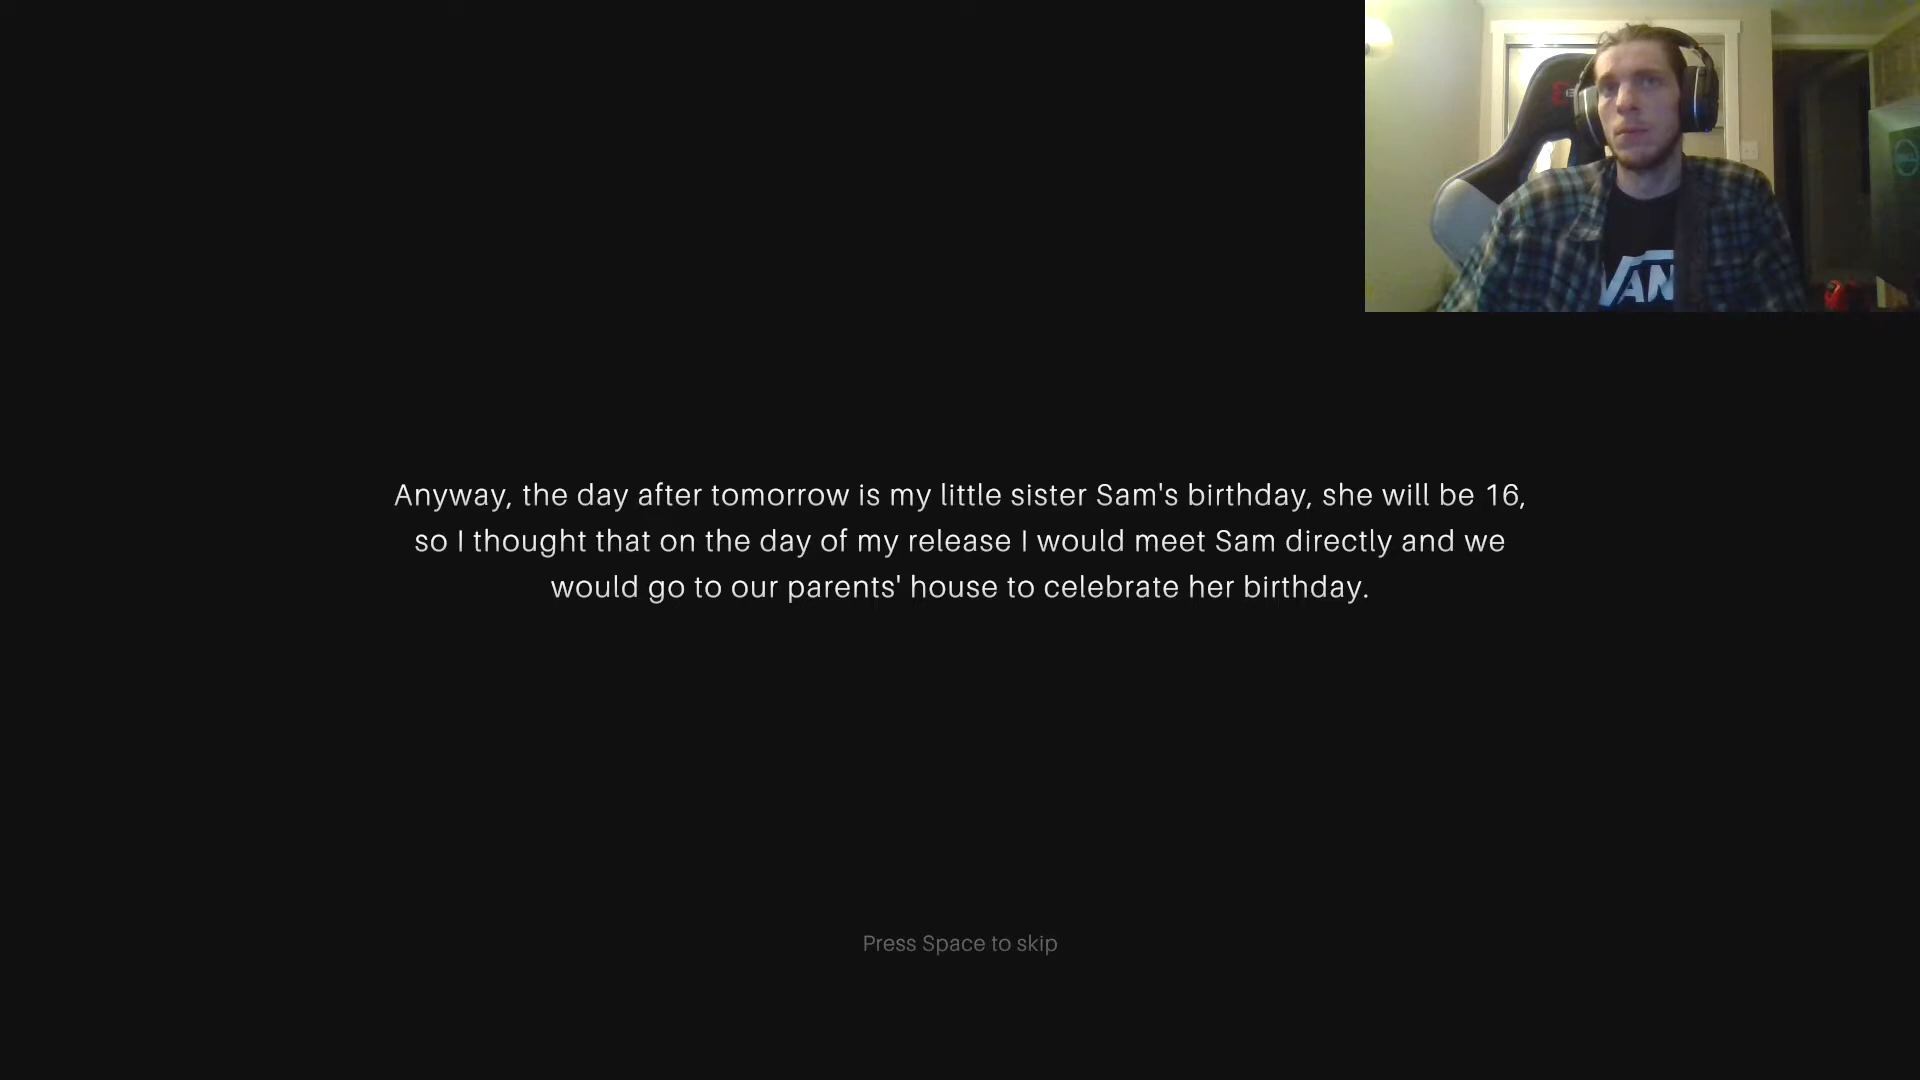 Anyway, the day after tomorrow is my little sister Sam's birthday, she will be 16,
so I thought that on the day of my release I would meet Sam directly and we
would go to our parents' house to celebrate her birthday.
Press Space to skip
VAN